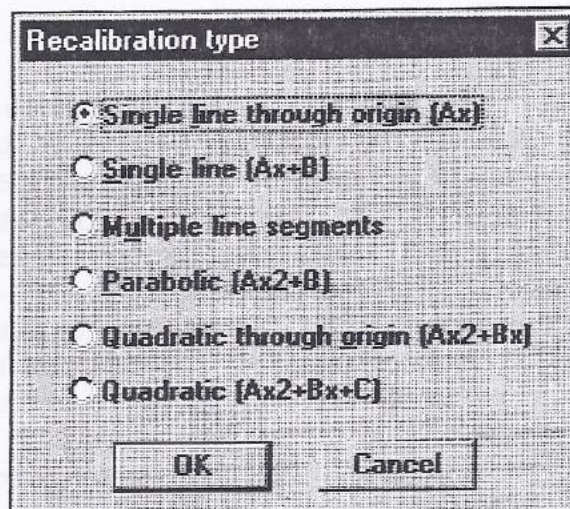 Recalibration type
Single line through origin (Ax)
Single line (Ax+B)
Multiple line segments
Parabolic (Ax2+B)
Quadratic through origin (Ax2+Bx)
Quadratic (Ax2+Bx+C)
OK Cancel